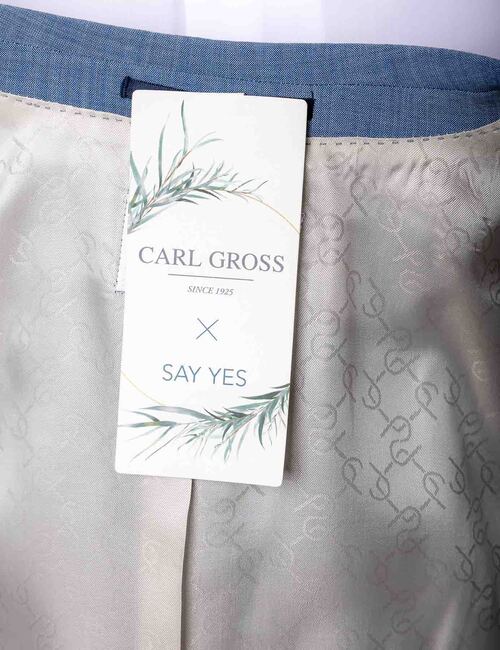 CARL GROSS
SINCE 1925
X
SAY YES